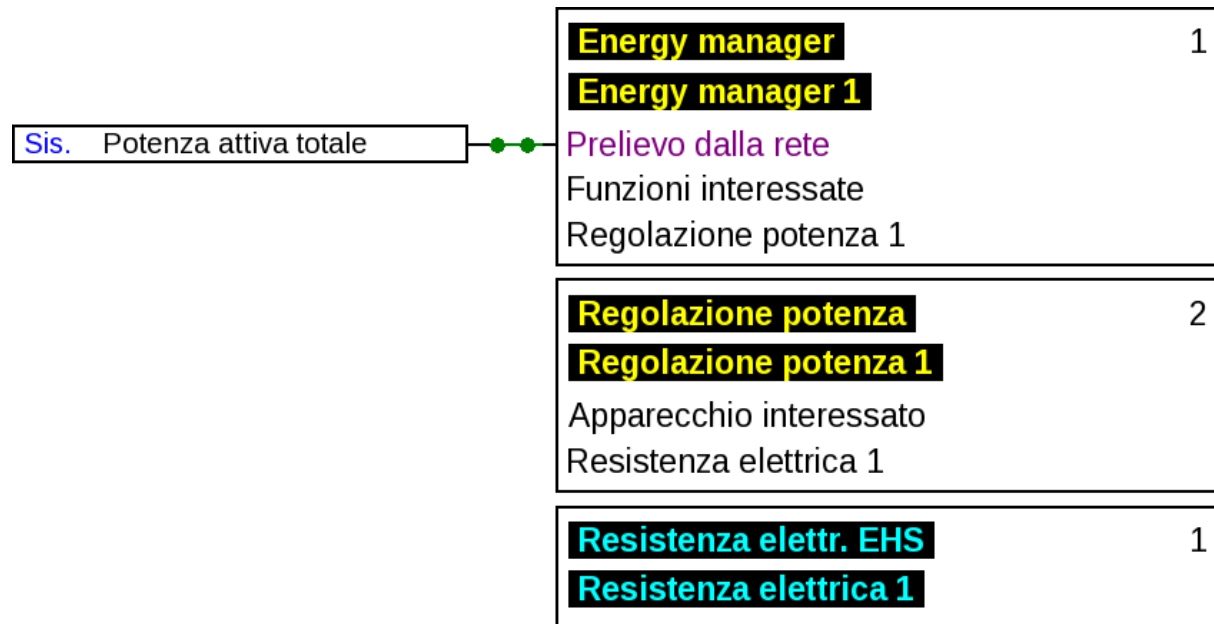 Energy manager 1
Energy manager 1
Sis. Potenza attiva totale
Prelievo dalla rete
Funzioni interessate
Regolazione potenza 1
Regolazione potenza 2
Regolazione potenza 1
Apparecchio interessato
Resistenza elettrica 1
Resistenza elettr. EHS 1
Resistenza elettrica 1